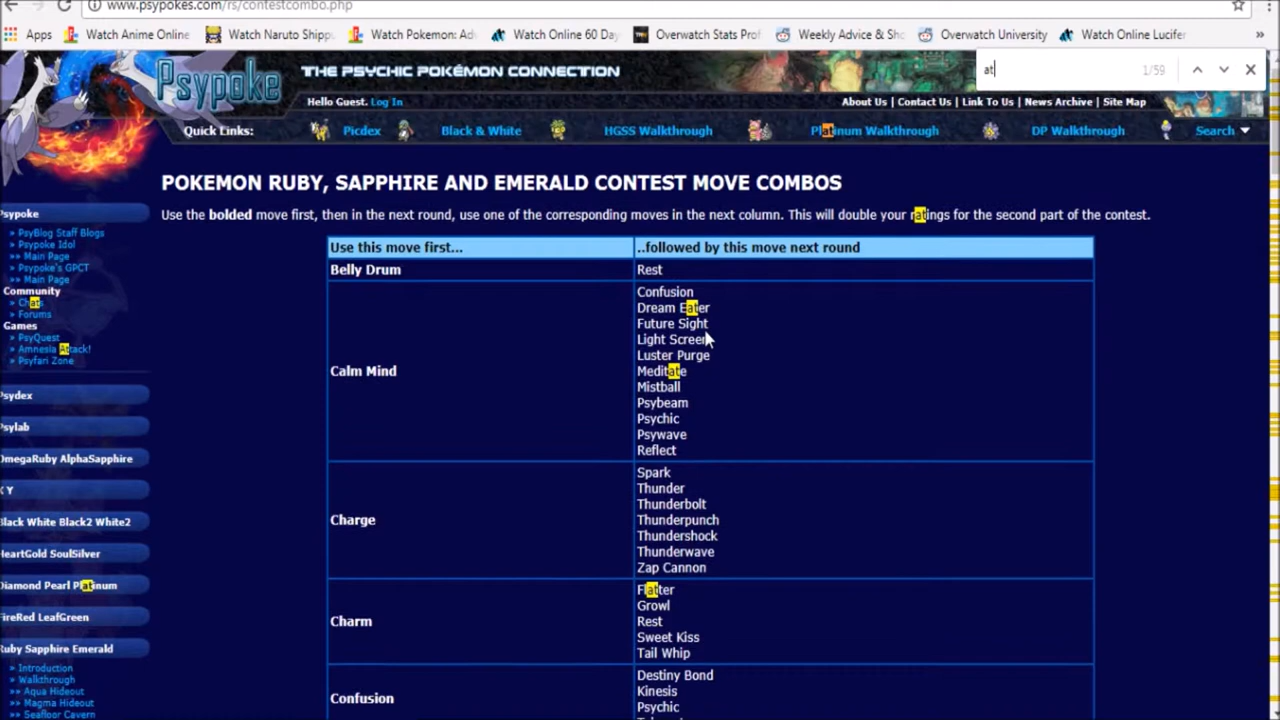 www.psypokes.com/rs/contestcombo.php
Apps Watch Anime Online Watch Naruto Shippu Watch Pokemon: Adv Watch Online 60 Day Overwatch Stats Prof Weekly Advice & Sho Overwatch University Watch Online Lucifer »
at 1/59
Psypoke THE PSYCHIC POKÉMON CONNECTION
Hello Guest. Log In About Us | Contact Us | Link To Us | News Archive | Site Map
Quick Links: Picdex Black & White HGSS Walkthrough Platinum Walkthrough DP Walkthrough Search
POKEMON RUBY, SAPPHIRE AND EMERALD CONTEST MOVE COMBOS
Use the bolded move first, then in the next round, use one of the corresponding moves in the next column. This will double your ratings for the second part of the contest.
Psypoke
» PsyBlog Staff Blogs
» Psypoke Idol
»» Main Page
» Psypoke's GPCT
»» Main Page
Community
» Chats
» Forums
Games
» PsyQuest
» Amnesia Attack!
» Psyfari Zone
Psydex
Psylab
OmegaRuby AlphaSapphire
X Y
Black White Black2 White2
HeartGold SoulSilver
Diamond Pearl Platinum
FireRed LeafGreen
Ruby Sapphire Emerald
» Introduction
» Walkthrough
»» Aqua Hideout
»» Magma Hideout
»» Seafloor Cavern
Use this move first... ..followed by this move next round
Belly Drum Rest
Calm Mind
Confusion
Dream Eater
Future Sight
Light Screen
Luster Purge
Meditate
Mistball
Psybeam
Psychic
Psywave
Reflect
Charge
Spark
Thunder
Thunderbolt
Thunderpunch
Thundershock
Thunderwave
Zap Cannon
Charm
Flatter
Growl
Rest
Sweet Kiss
Tail Whip
Confusion
Destiny Bond
Kinesis
Psychic